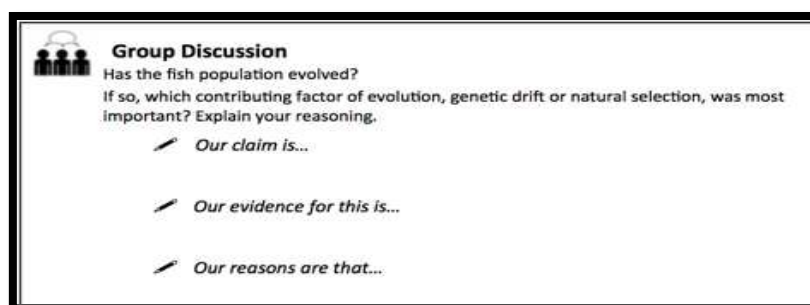 Group Discussion
Has the fish population evolved?
If so, which contributing factor of evolution, genetic drift or natural selection, was most
important? Explain your reasoning.
Our claim is...
Our evidence for this is...
Our reasons are that...